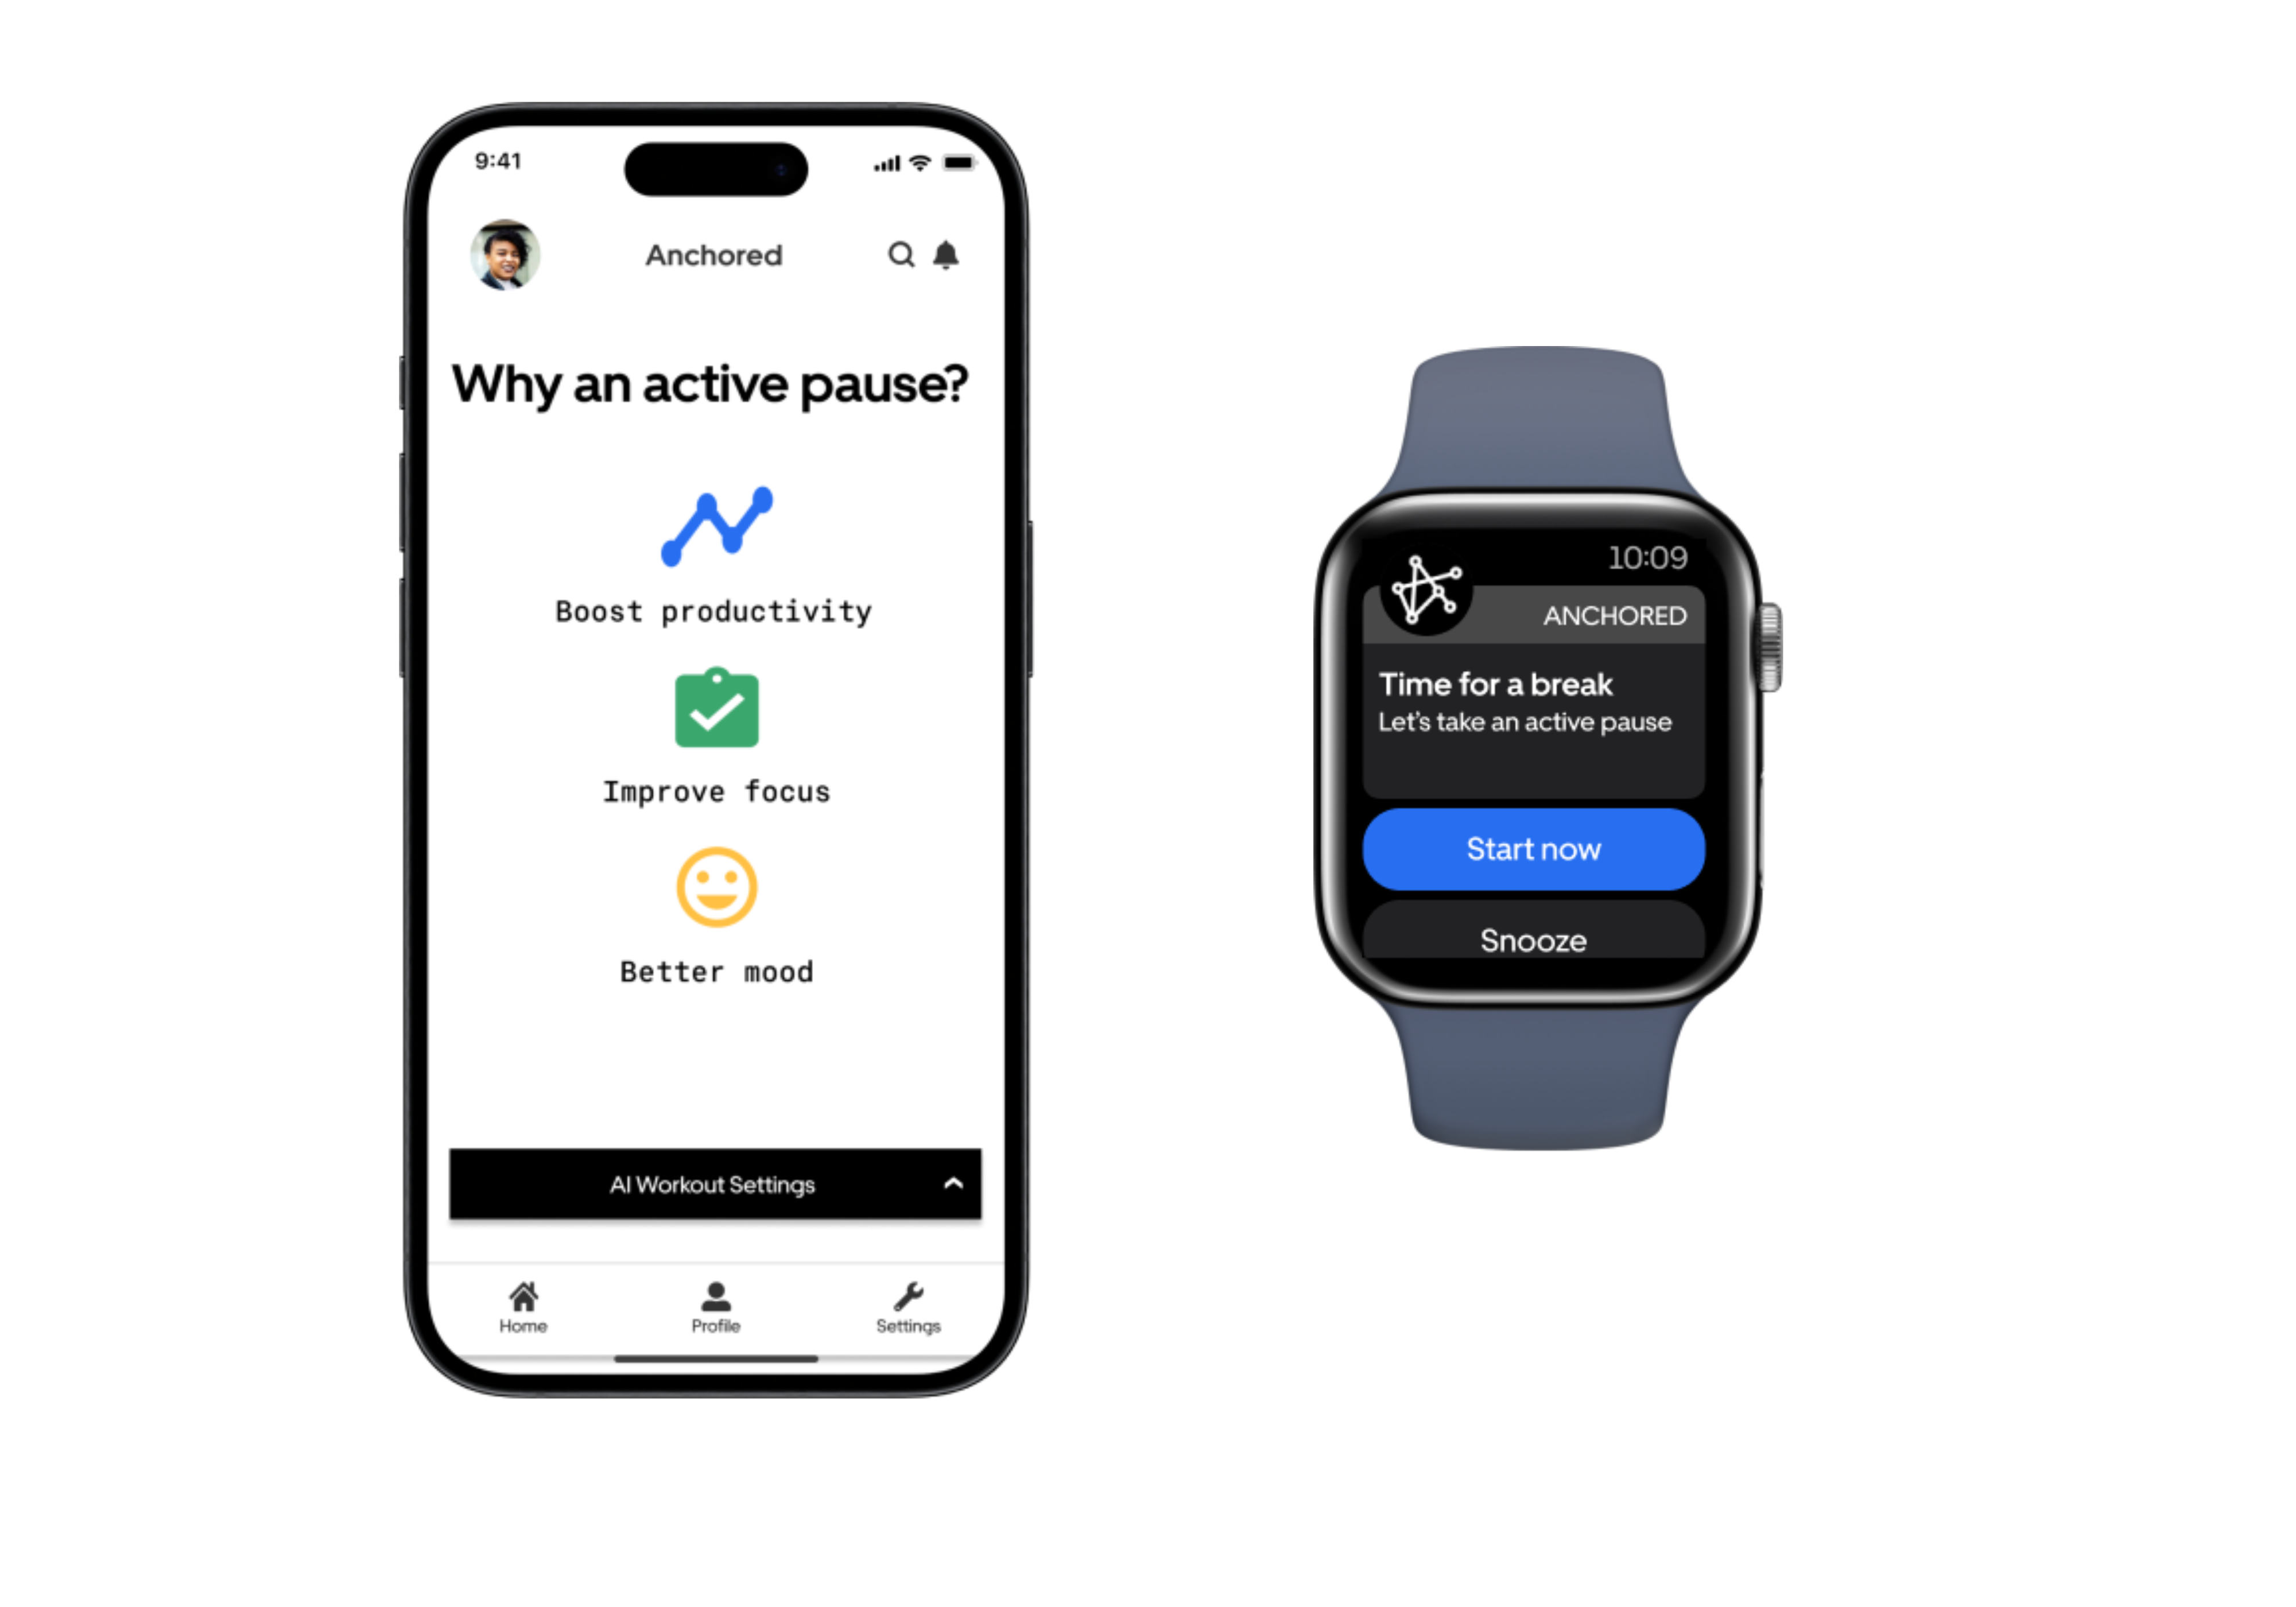 9:41
Anchored
Why an active pause?
Boost productivity
Improve focus
Better mood
AI Workout Settings
Home
Profile
Settings
10:09
ANCHORED
Time for a break
Let's take an active pause
Start now
Snooze